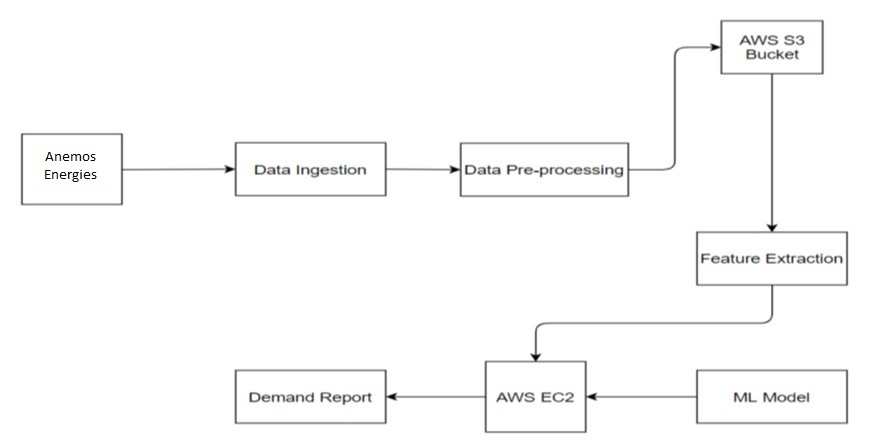 AWS S3
Bucket
Anemos
Energies
Data Ingestion
Data Pre-processing
Feature Extraction
Demand Report
AWS EC2
ML Model